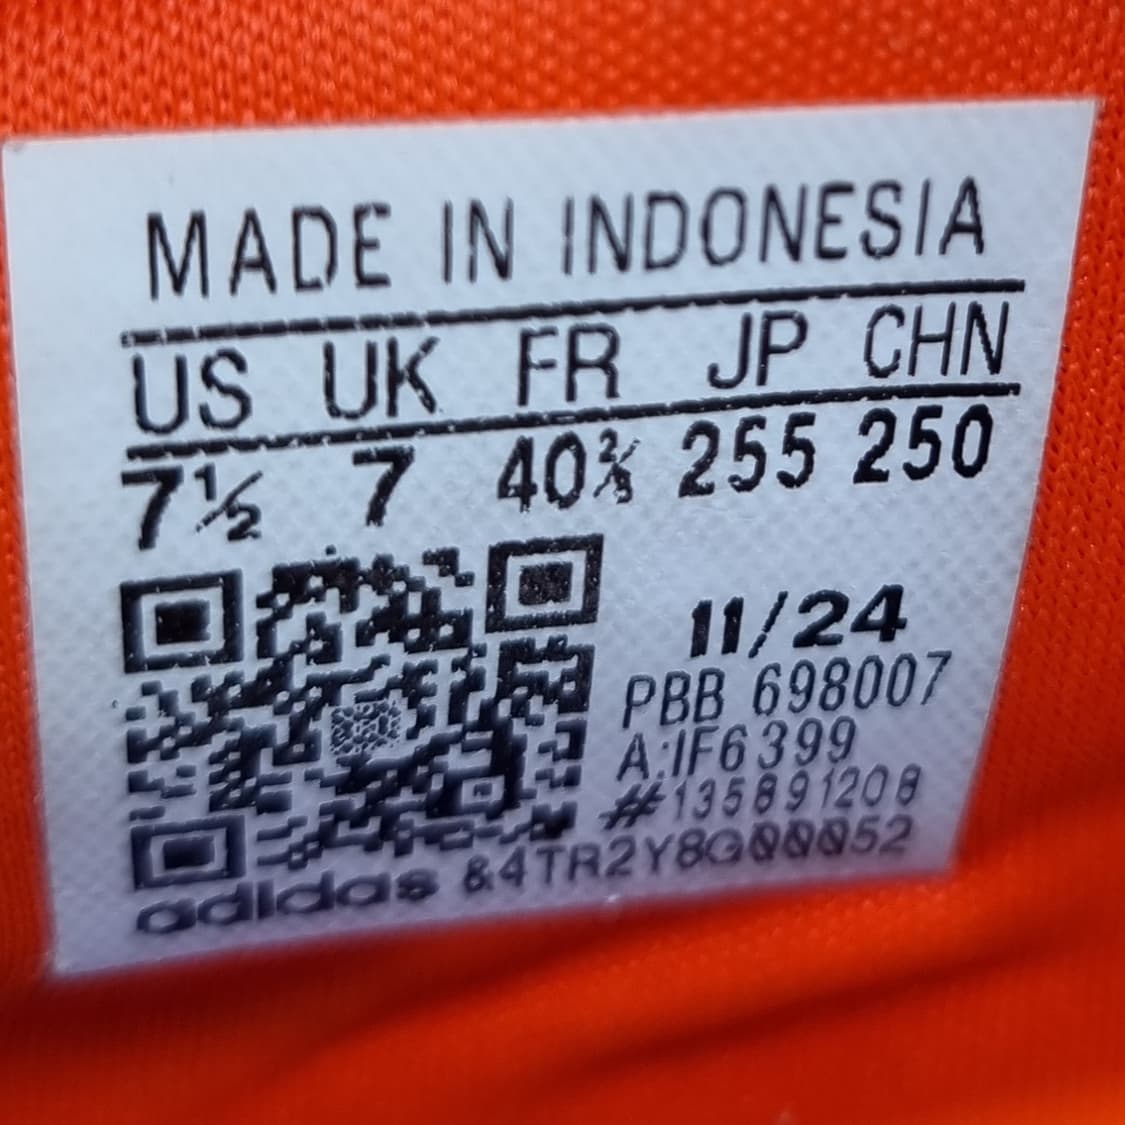 MADE IN INDONESIA
US UK FR JP CHN
7½ 7 40⅔ 255 250
11/24
PBB 698007
A:IF6399
#135891208
adidas &4TR2Y8G000052